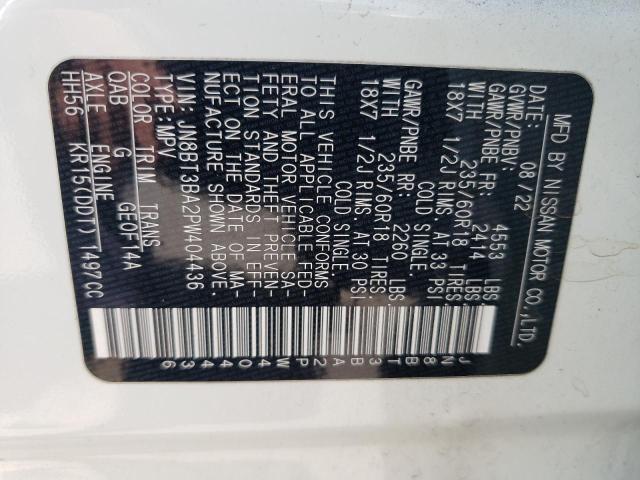 MFD BY NISSAN MOTOR CO.,LTD.
DATE: 08/22
GVWR/PNBV: 4553 LBS.
GAWR/PNBE FR: 2414 LBS.
WITH 235/60R18 TIRES,
18X7 1/2J RIMS AT 33 PSI
COLD SINGLE.
GAWR/PNBE RR: 2260 LBS.
WITH 235/60R18 TIRES,
18X7 1/2J RIMS AT 30 PSI
COLD SINGLE.
THIS VEHICLE CONFORMS
TO ALL APPLICABLE FED-
ERAL MOTOR VEHICLE SA-
FETY AND THEFT PREVEN-
TION STANDARDS IN EFF-
ECT ON THE DATE OF MA-
NUFACTURE SHOWN ABOVE.
VIN: JN8BT3BA2PW404436
TYPE: MPV
COLOR TRIM TRANS
QAB G GE0F14A
AXLE ENGINE
HH56 KR15(DDT) 1497CC
JN8BT3BA2PW404436